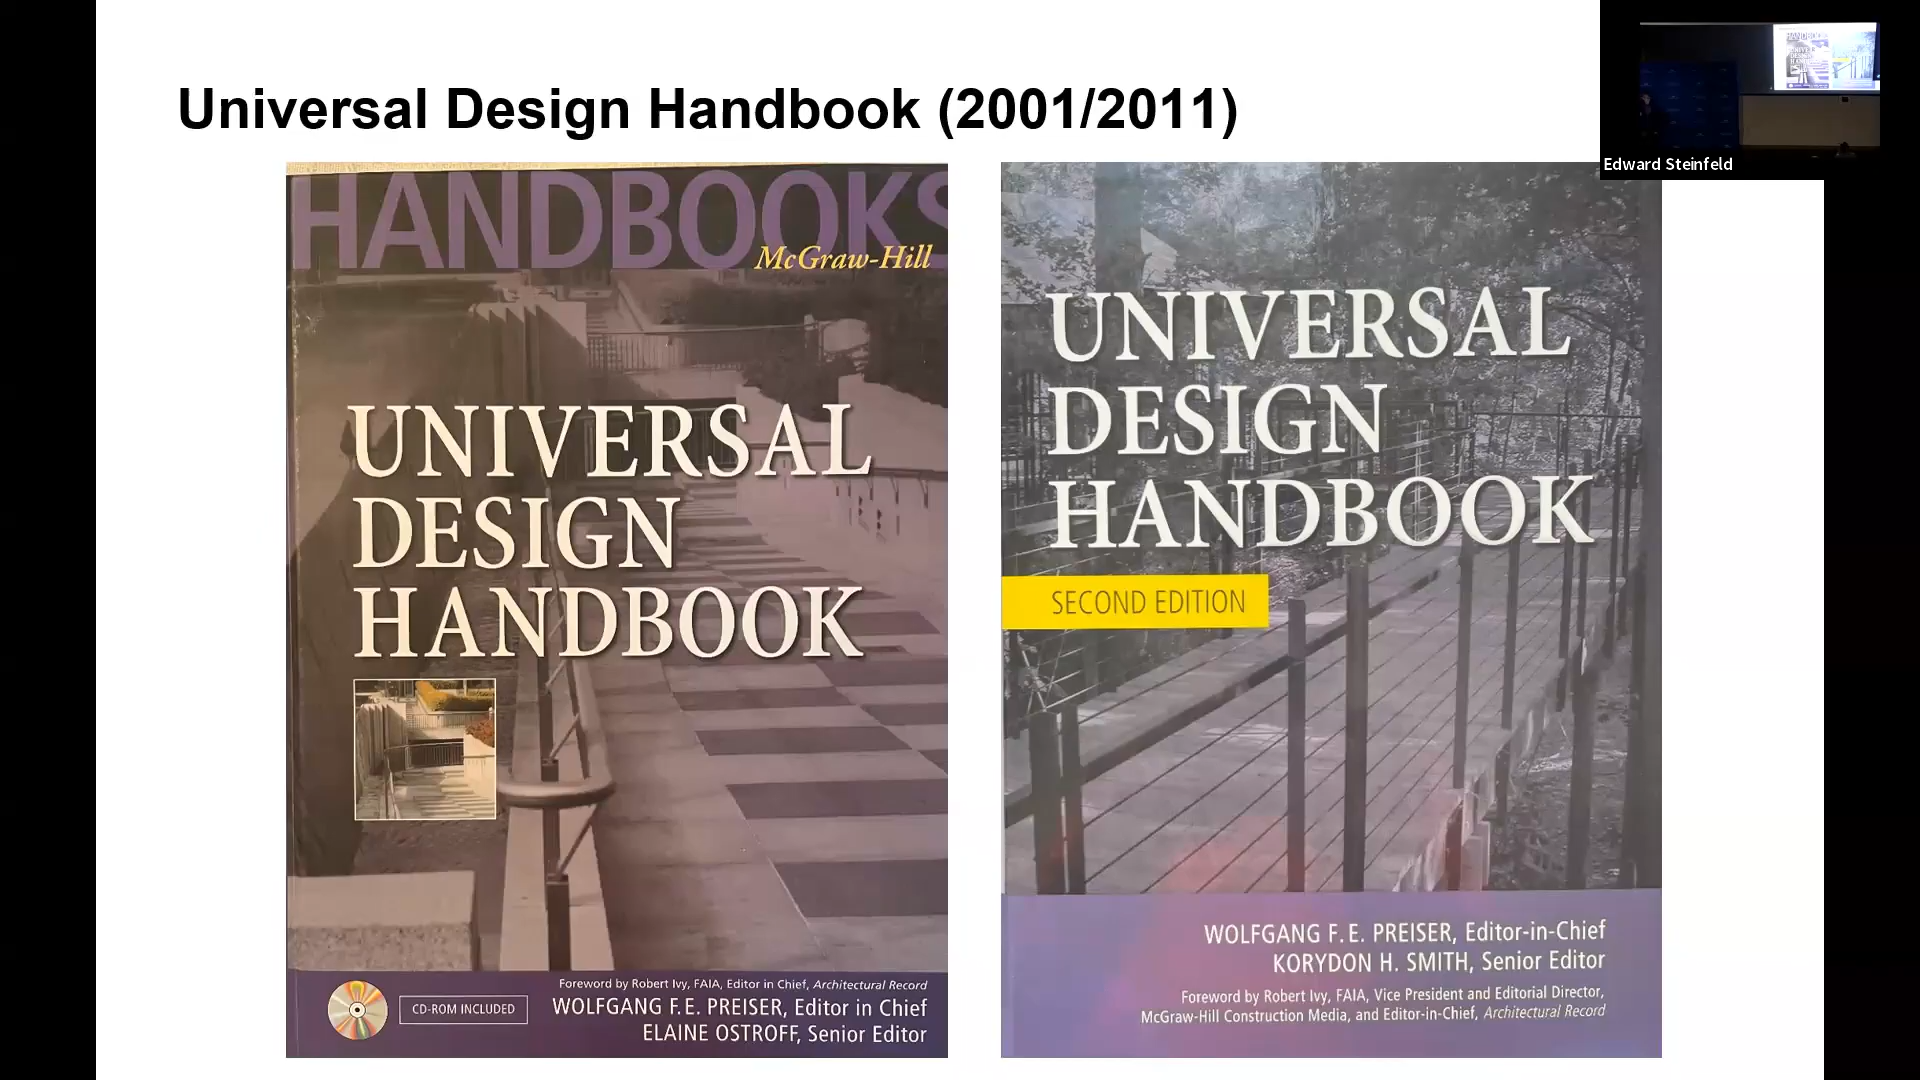 Universal Design Handbook (2001/2011)
Edward Steinfeld
HANDBOOKS
McGraw-Hill
UNIVERSAL
DESIGN
HANDBOOK
CD-ROM INCLUDED
Foreword by Robert Ivy, FAIA, Editor in Chief, Architectural Record
WOLFGANG F.E. PREISER, Editor in Chief
ELAINE OSTROFF, Senior Editor
UNIVERSAL
DESIGN
HANDBOOK
SECOND EDITION
WOLFGANG F.E. PREISER, Editor-in-Chief
KORYDON H. SMITH, Senior Editor
Foreword by Robert Ivy, FAIA, Vice President and Editorial Director,
McGraw-Hill Construction Media, and Editor-in-Chief, Architectural Record